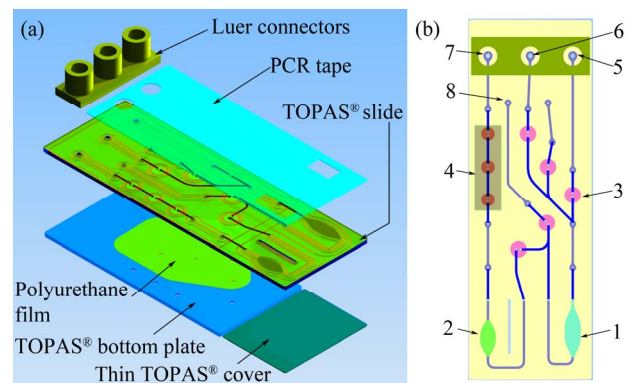 (a)
Luer connectors
PCR tape
TOPAS® slide
Polyurethane
film
TOPAS® bottom plate
Thin TOPAS® cover
(b)
7
6
5
8
4
3
2
1